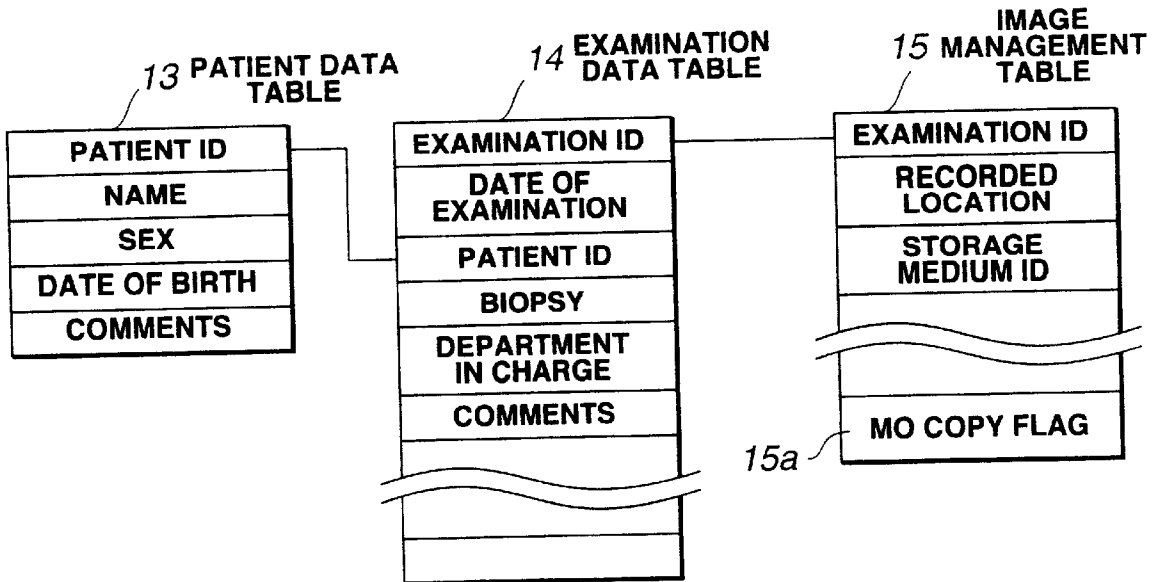 13 PATIENT DATA
TABLE
PATIENT ID
NAME
SEX
DATE OF BIRTH
COMMENTS
14 EXAMINATION
DATA TABLE
EXAMINATION ID
DATE OF
EXAMINATION
PATIENT ID
BIOPSY
DEPARTMENT
IN CHARGE
COMMENTS
15 IMAGE
MANAGEMENT
TABLE
EXAMINATION ID
RECORDED
LOCATION
STORAGE
MEDIUM ID
MO COPY FLAG
15a